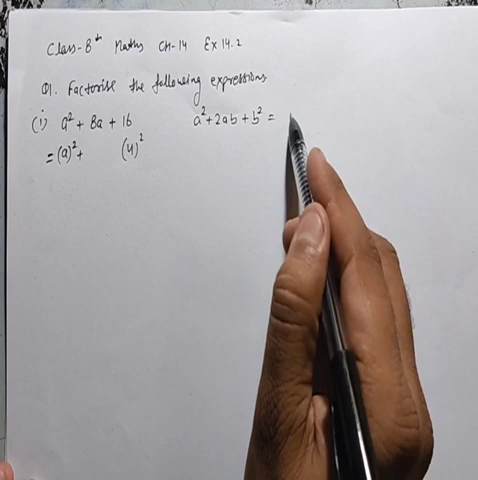 Class-8th Maths CH-14 Ex 14.2
Q1. Factorise the following expressions
(i) a² + 8a + 16 a² + 2ab + b² =
= (a)² + (4)²